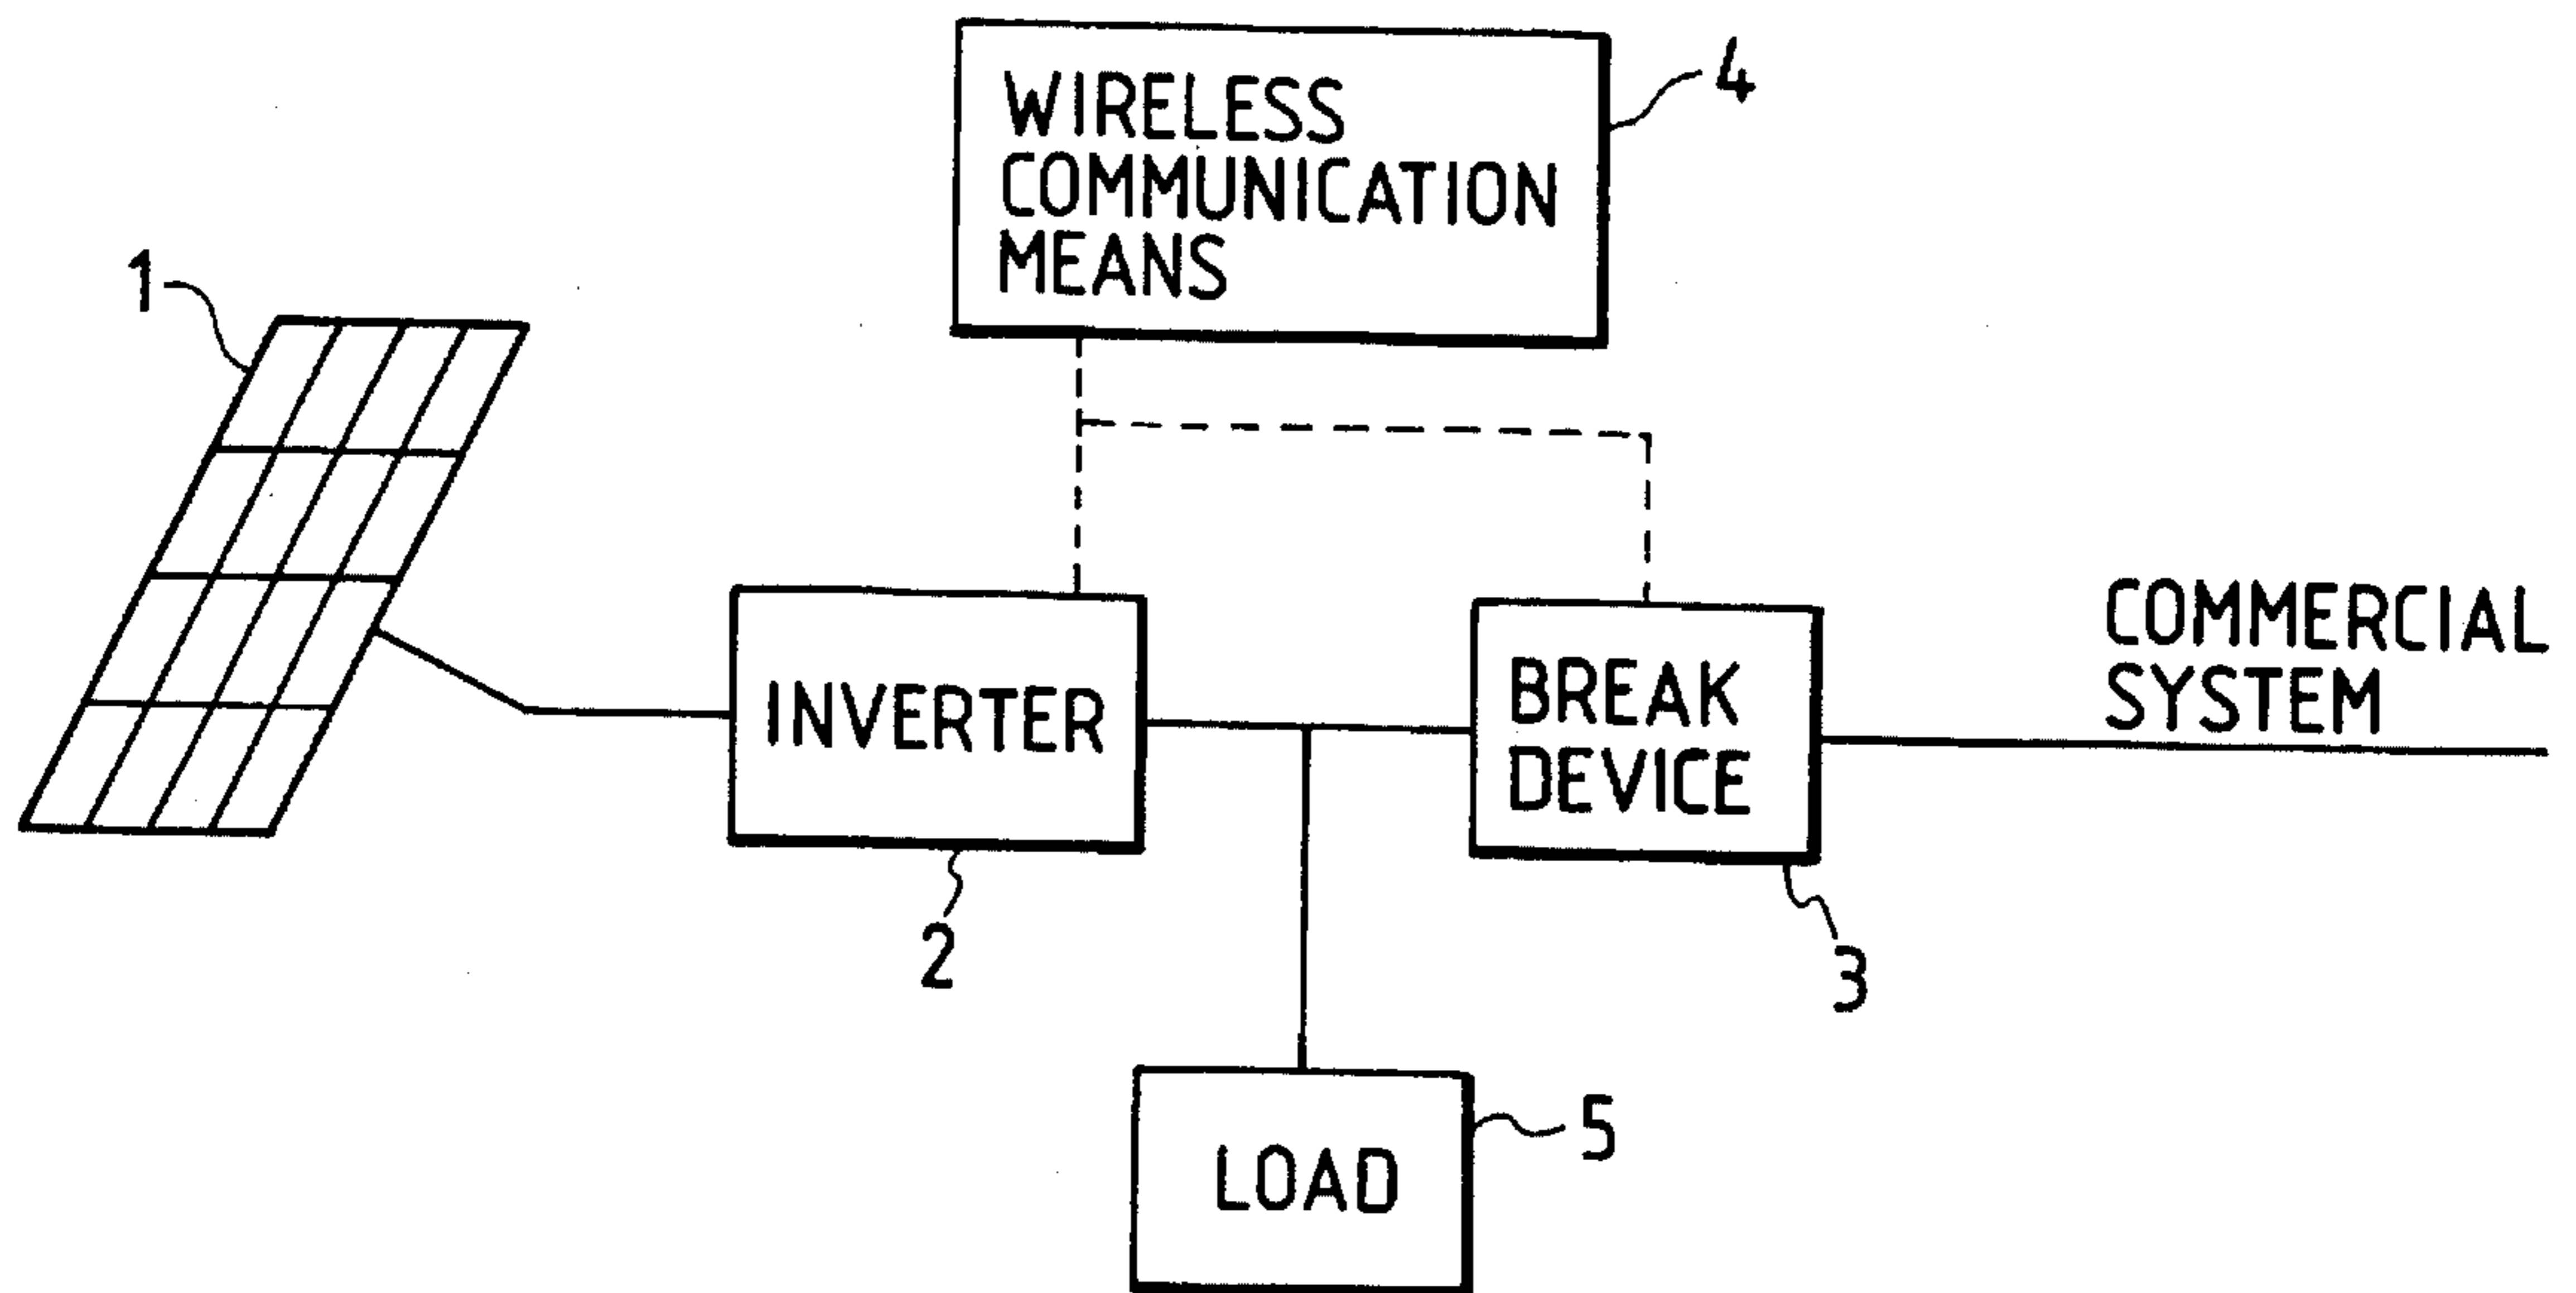 WIRELESS
COMMUNICATION
MEANS
4
1
INVERTER
2
BREAK
DEVICE
3
COMMERCIAL
SYSTEM
LOAD
5